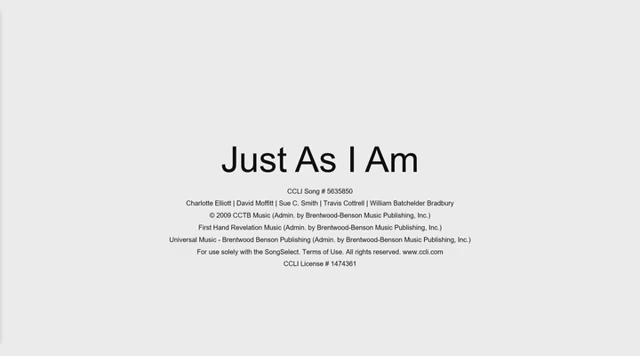 Just As I Am
CCLI Song # 5635850
Charlotte Elliott | David Moffitt | Sue C. Smith | Travis Cottrell | William Batchelder Bradbury
© 2009 CCTB Music (Admin. by Brentwood-Benson Music Publishing, Inc.)
First Hand Revelation Music (Admin. by Brentwood-Benson Music Publishing, Inc.)
Universal Music - Brentwood Benson Publishing (Admin. by Brentwood-Benson Music Publishing, Inc.)
For use solely with the SongSelect. Terms of Use. All rights reserved. www.ccli.com
CCLI License # 1474361